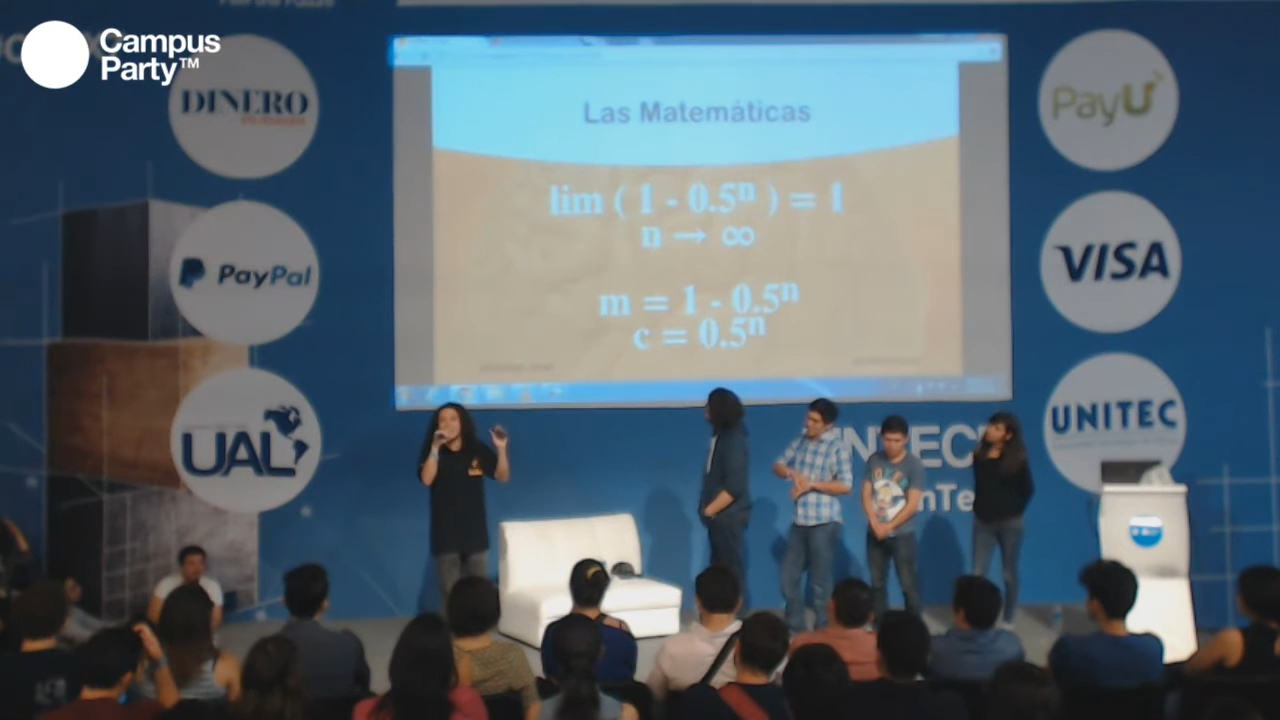 Campus
Party™
DINERO
PayPal
UAL
Las Matemáticas
lim ( 1 - 0.5ⁿ ) = 1
n → ∞
m = 1 - 0.5ⁿ
c = 0.5ⁿ
PayU
VISA
UNITEC